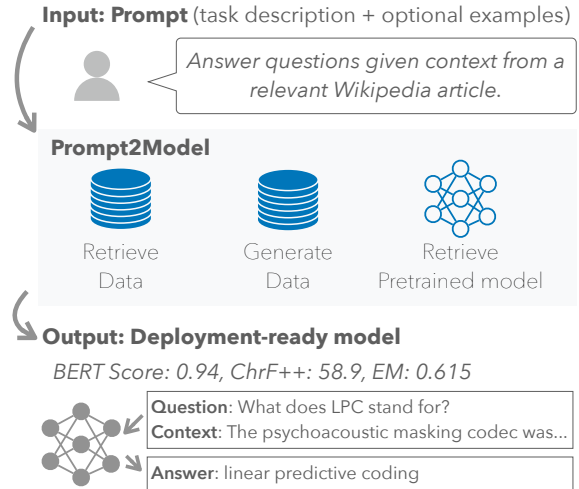 Input: Prompt (task description + optional examples)
Answer questions given context from a
relevant Wikipedia article.
Prompt2Model
Retrieve
Data
Generate
Data
Retrieve
Pretrained model
Output: Deployment-ready model
BERT Score: 0.94, ChrF++: 58.9, EM: 0.615
Question: What does LPC stand for?
Context: The psychoacoustic masking codec was...
Answer: linear predictive coding